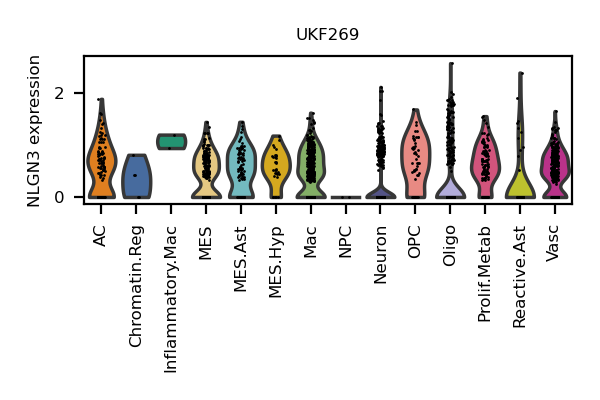 UKF269
NLGN3 expression
2
0
AC
Chromatin.Reg
Inflammatory.Mac
MES
MES.Ast
MES.Hyp
Mac
NPC
Neuron
OPC
Oligo
Prolif.Metab
Reactive.Ast
Vasc